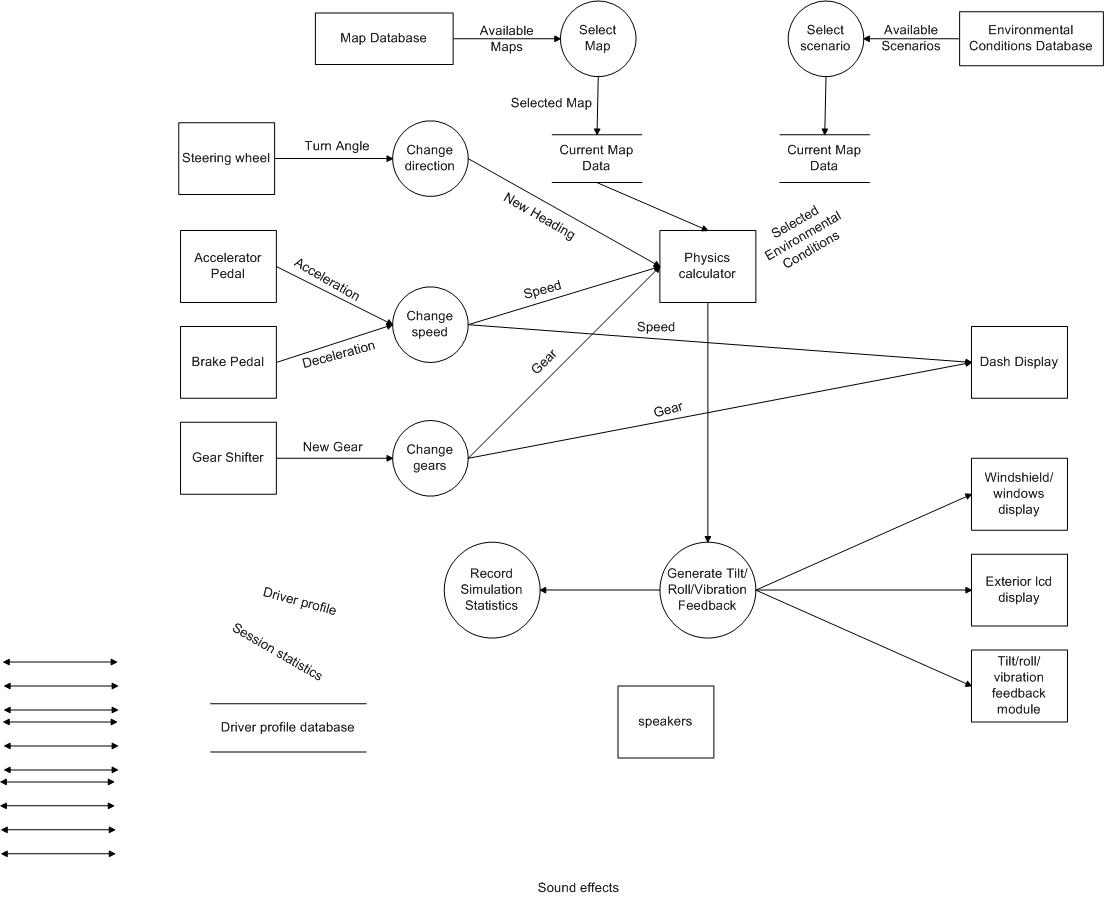 Map Database
Available
Maps
Select
Map
Select
scenario
Available
Scenarios
Environmental
Conditions Database
Selected Map
Steering wheel
Turn Angle
Change
direction
Current Map
Data
Current Map
Data
New Heading
Selected
Environmental
Conditions
Accelerator
Pedal
Acceleration
Physics
calculator
Change
speed
Speed
Speed
Brake Pedal
Deceleration
Gear
Dash Display
Gear
Gear Shifter
New Gear
Change
gears
Windshield/
windows
display
Record
Simulation
Statistics
Generate Tilt/
Roll/Vibration
Feedback
Exterior lcd
display
Driver profile
Session statistics
Tilt/roll/
vibration
feedback
module
Driver profile database
speakers
Sound effects